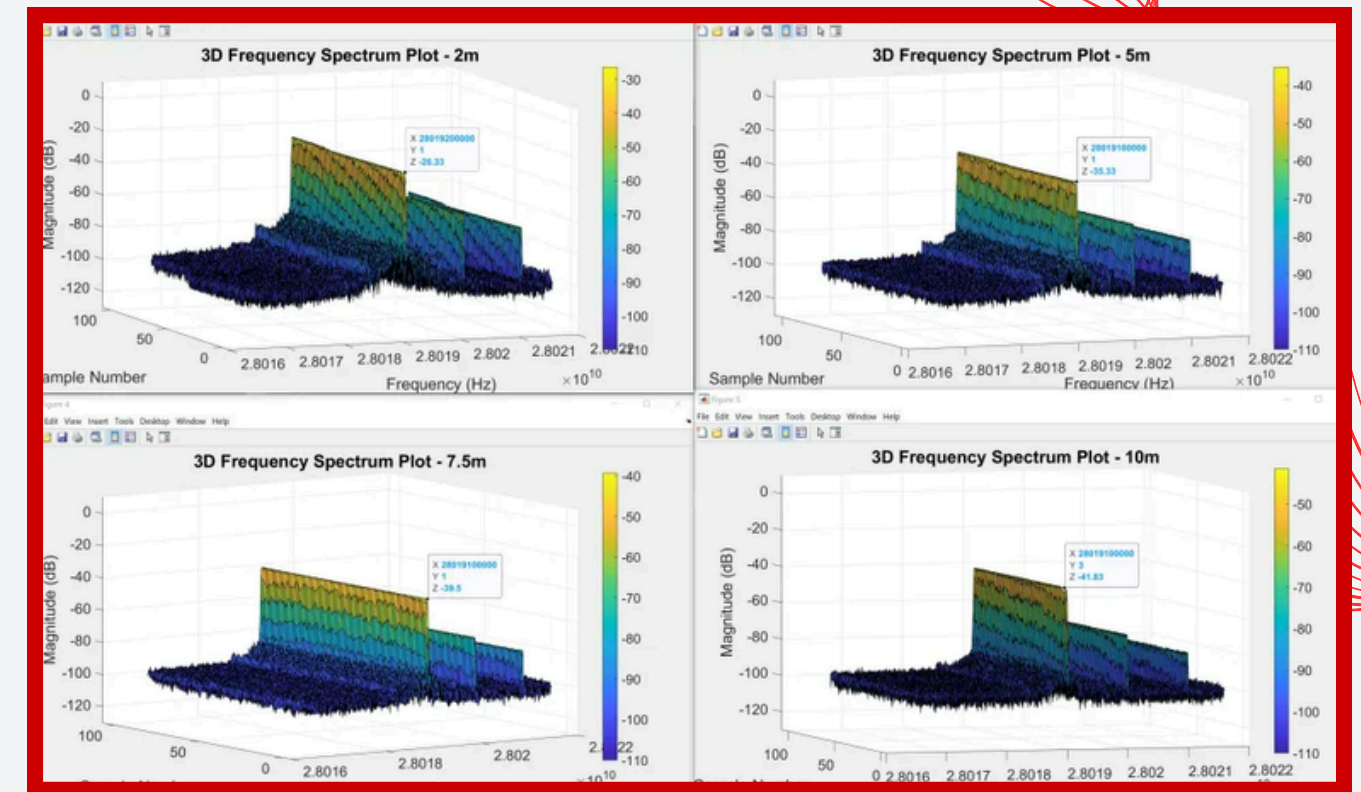 3D Frequency Spectrum Plot - 2m
X 28019200000
Y 1
Z -26.33
0
-20
-40
-60
-80
-100
-120
Magnitude (dB)
100
50
0
ample Number
2.8016 2.8017 2.8018 2.8019 2.802 2.8021
Frequency (Hz)
×10^10
-30
-40
-50
-60
-70
-80
-90
-100
3D Frequency Spectrum Plot - 5m
X 28019100000
Y 1
Z -35.33
0
-20
-40
-60
-80
-100
-120
Magnitude (dB)
100
50
0
Sample Number
2.8016 2.8017 2.8018 2.8019 2.802 2.8021 2.8022
Frequency (Hz)
×10^10
-40
-50
-60
-70
-80
-90
-100
-110
Edit View Insert Tools Desktop Window Help
3D Frequency Spectrum Plot - 7.5m
X 28019100000
Y 1
Z -39.5
0
-20
-40
-60
-80
-100
-120
Magnitude (dB)
100
50
0
2.8016 2.8018 2.802
-40
-50
-60
-70
-80
-90
-100
-110
Figure 5
File Edit View Insert Tools Desktop Window Help
3D Frequency Spectrum Plot - 10m
X 28019100000
Y 3
Z -41.83
0
-20
-40
-60
-80
-100
-120
Magnitude (dB)
100
50
0
2.8016 2.8017 2.8018 2.8019 2.802 2.8021 2.8022
-50
-60
-70
-80
-90
-100
-110